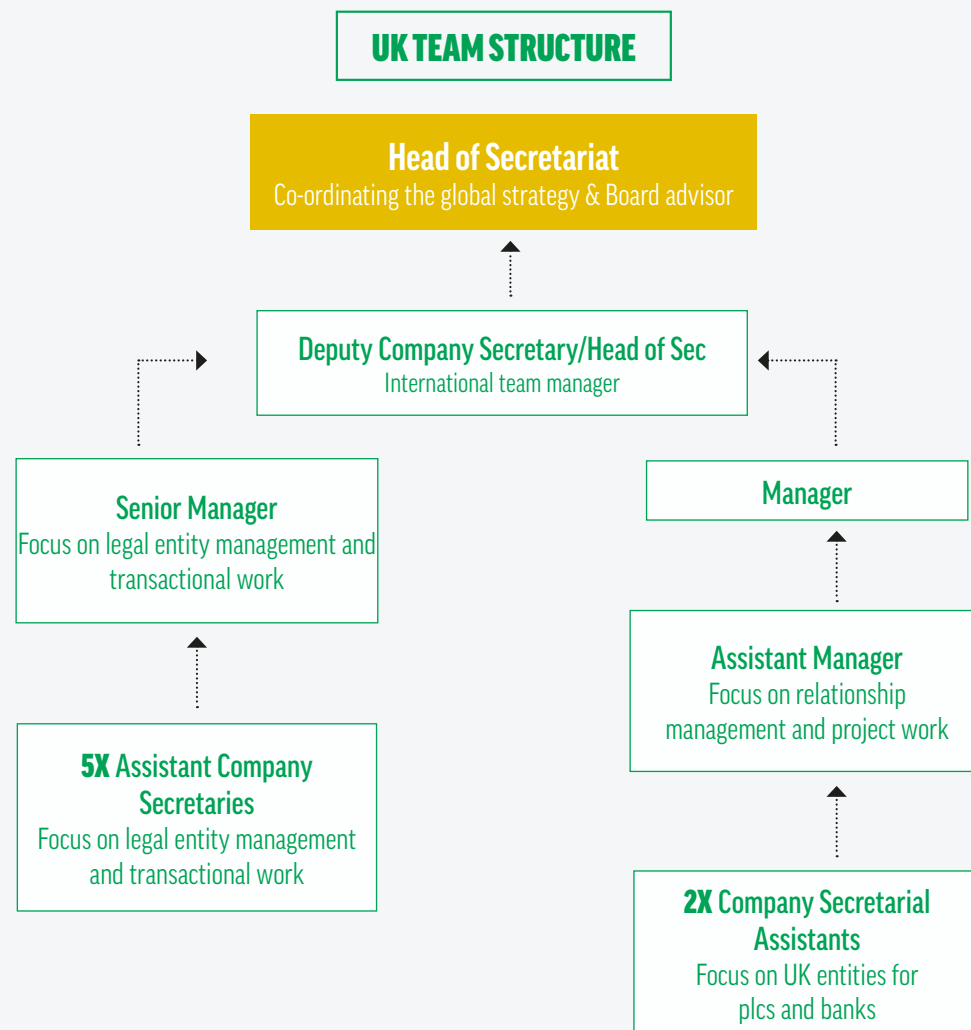 UK TEAM STRUCTURE
Head of Secretariat
Co-ordinating the global strategy & Board advisor
Deputy Company Secretary/Head of Sec
International team manager
Senior Manager
Focus on legal entity management and
transactional work
Manager
Assistant Manager
Focus on relationship
management and project work
5X Assistant Company
Secretaries
Focus on legal entity management
and transactional work
2X Company Secretarial
Assistants
Focus on UK entities for
plcs and banks